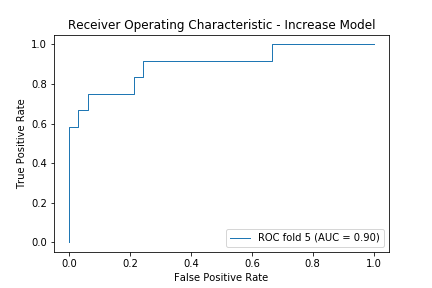 Receiver Operating Characteristic - Increase Model
1.0
0.8
0.6
0.4
0.2
0.0
True Positive Rate
ROC fold 5 (AUC = 0.90)
0.0 0.2 0.4 0.6 0.8 1.0
False Positive Rate